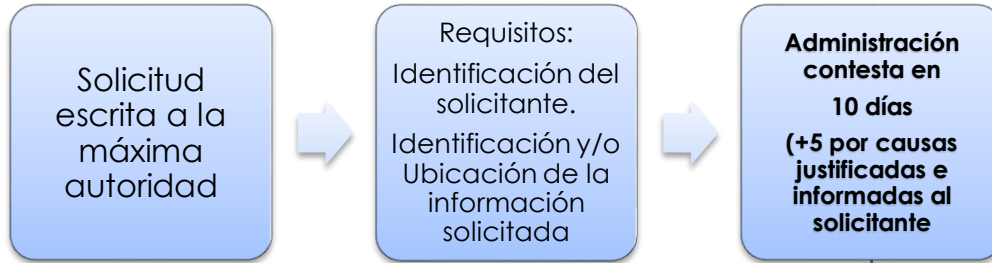 Solicitud
escrita a la
máxima
autoridad
Requisitos:
Identificación del
solicitante.
Identificación y/o
Ubicación de la
información
solicitada
Administración
contesta en
10 días
(+5 por causas
justificadas e
informadas al
solicitante